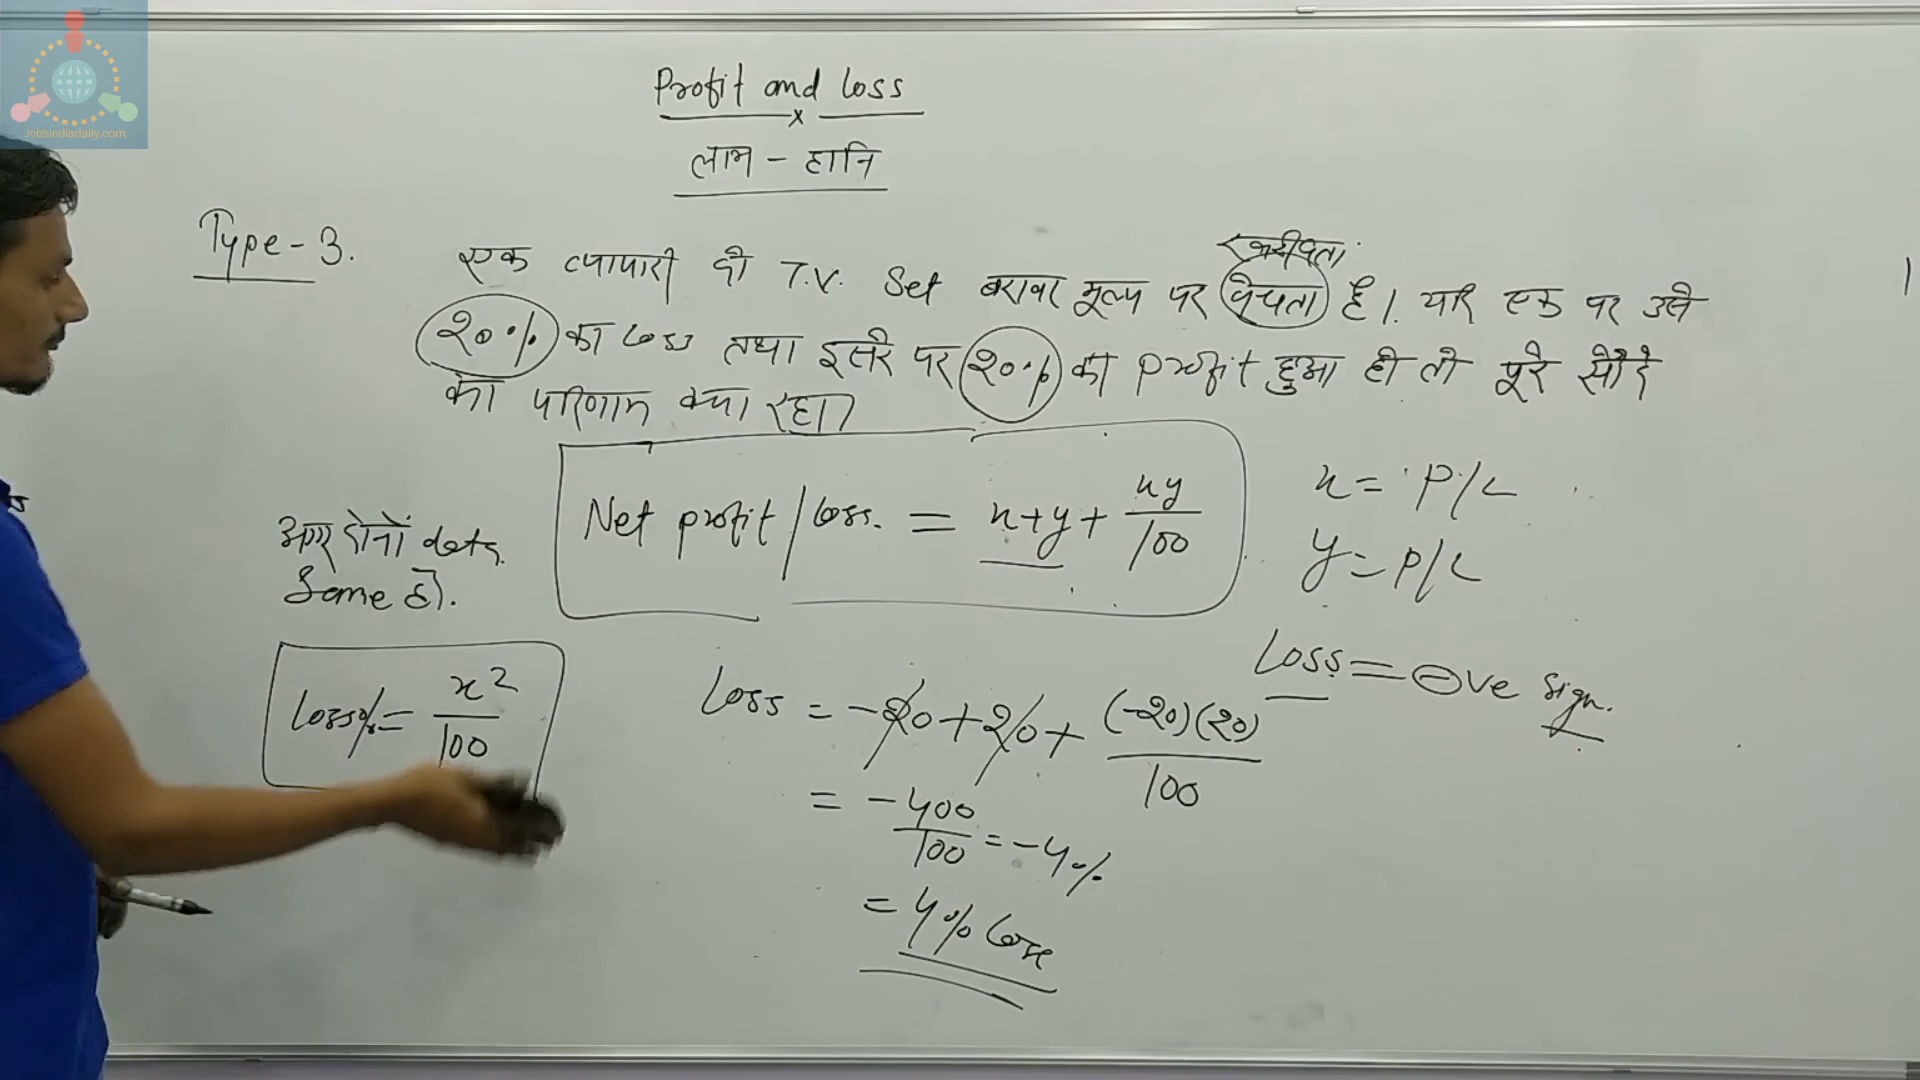 Jobsindiadaily.com
Profit and loss
लाभ - हानि
Type-3.
एक व्यापारी दो T.V. Set बराबर मूल्य पर बेचता है। यदि एक पर उसे
20% का loss तथा दूसरे पर 20% का profit हुआ हो तो पूरे सौदे
का परिणाम क्या रहा?
Net profit/loss. = x+y+ xy/100
x = P/L
y = P/L
Loss = -ve sign.
अगर दोनों data
Same हो.
loss% = x²/100
Loss = -20+20+ (-20)(20)/100
= -400/100 = -4%
= 4% Loss